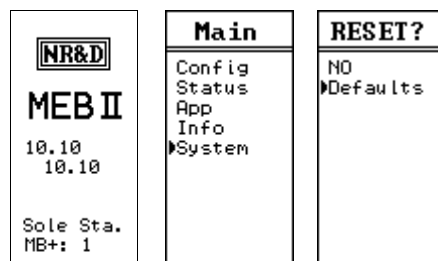 NR&D
MEB II
10.10
10.10
Sole Sta.
MB+: 1
Main
Config
Status
App
Info
System
RESET?
NO
Defaults